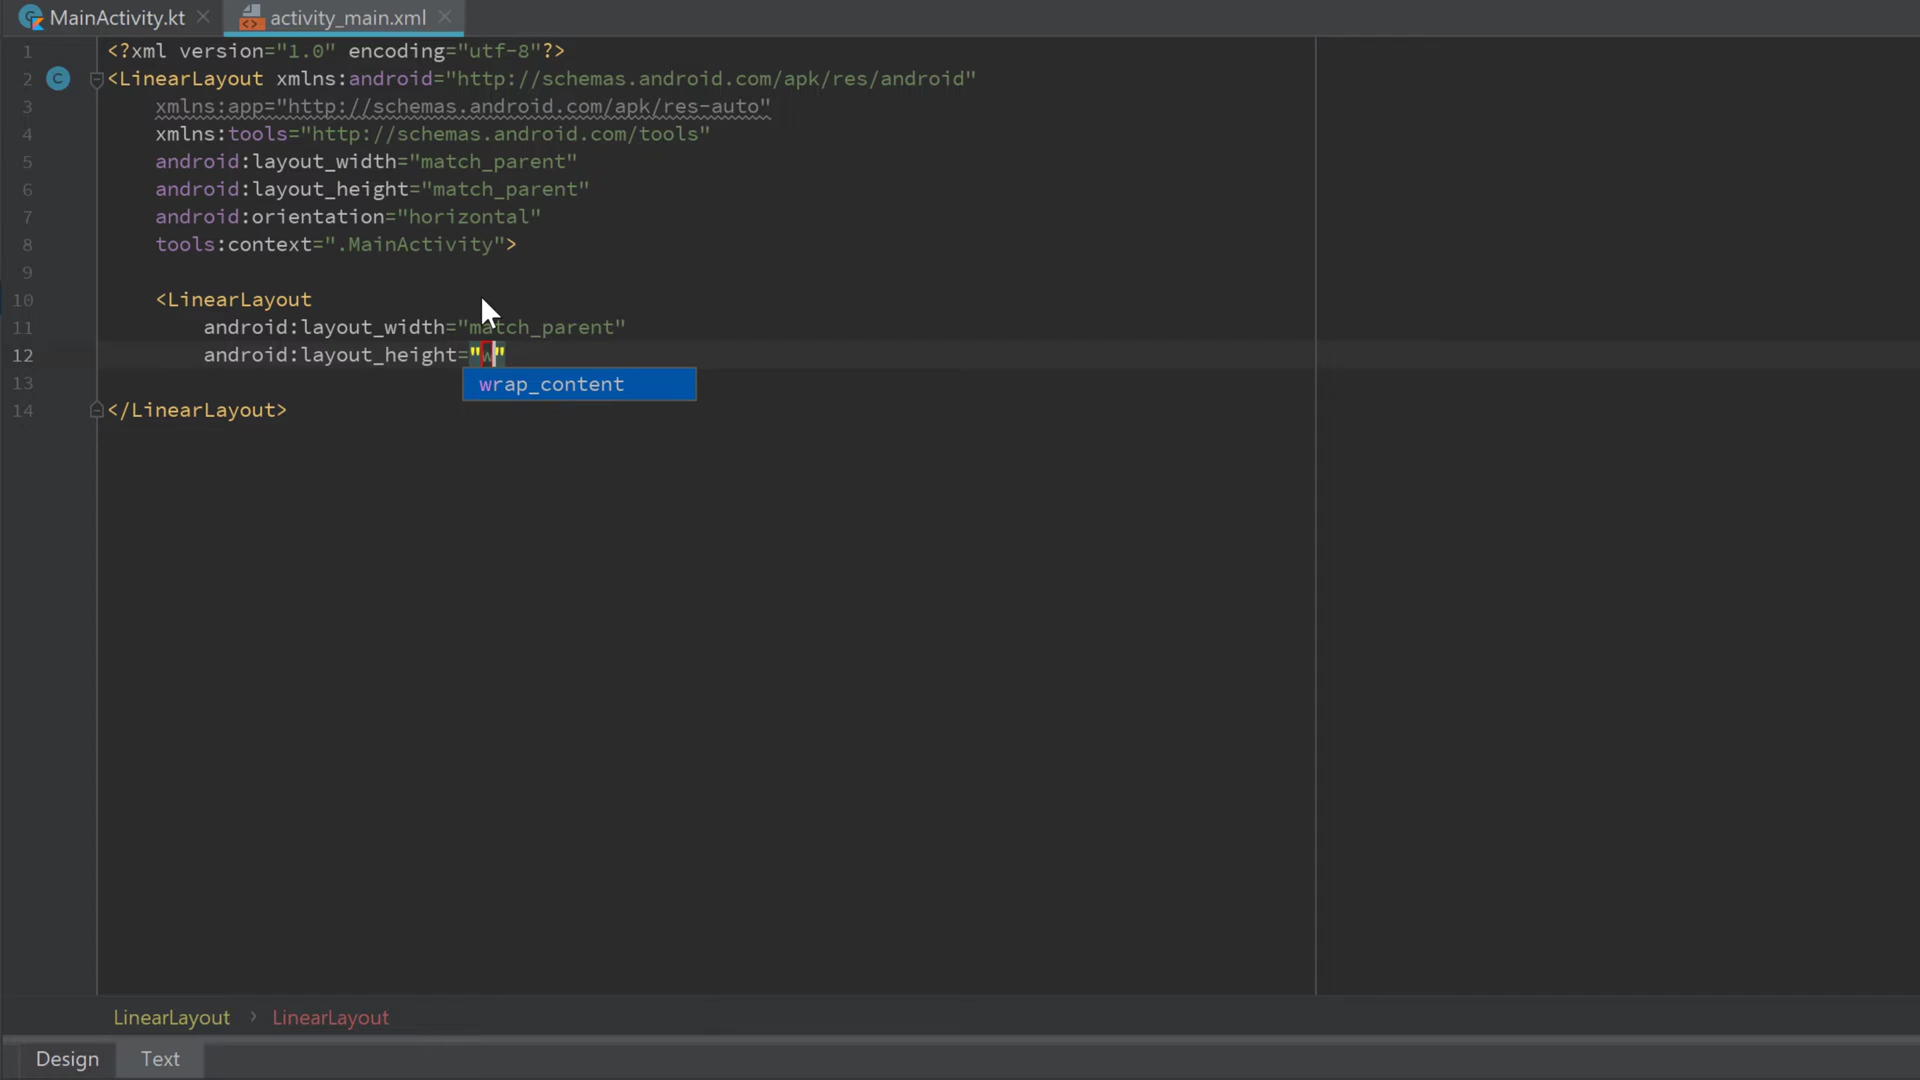 MainActivity.kt
activity_main.xml
1 <?xml version="1.0" encoding="utf-8"?>
2 <LinearLayout xmlns:android="http://schemas.android.com/apk/res/android"
3 xmlns:app="http://schemas.android.com/apk/res-auto"
4 xmlns:tools="http://schemas.android.com/tools"
5 android:layout_width="match_parent"
6 android:layout_height="match_parent"
7 android:orientation="horizontal"
8 tools:context=".MainActivity">
9
10 <LinearLayout
11 android:layout_width="match_parent"
12 android:layout_height="w"
wrap_content
13
14 </LinearLayout>
LinearLayout › LinearLayout
Design Text